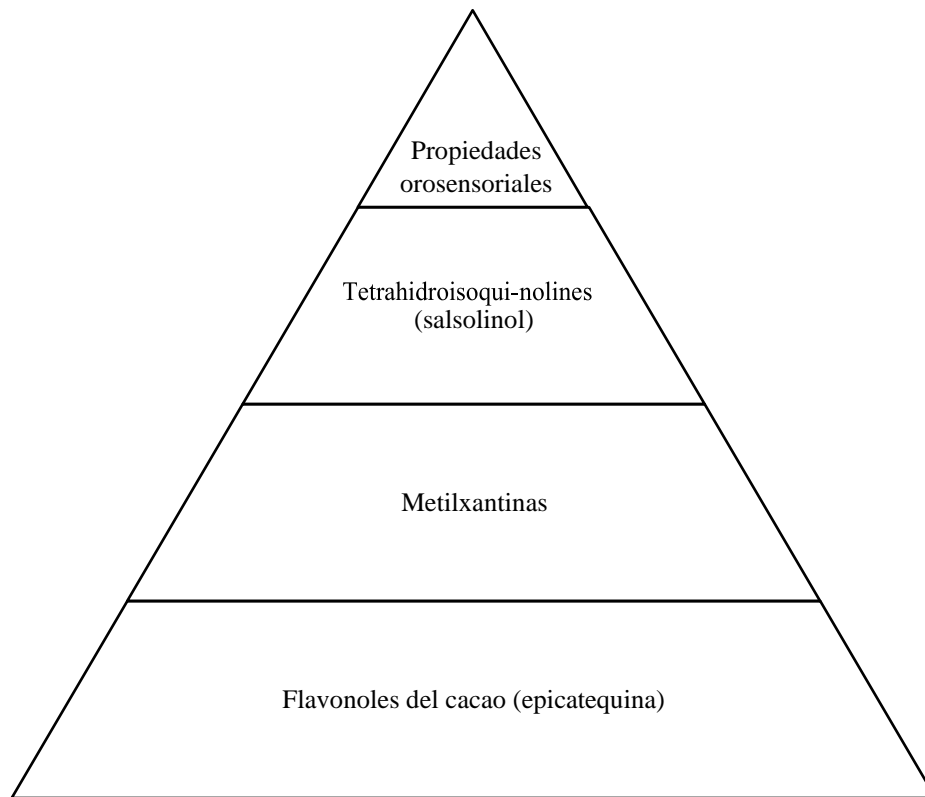 Propiedades
orosensoriales
Tetrahidroisoqui-nolines
(salsolinol)
Metilxantinas
Flavonoles del cacao (epicatequina)